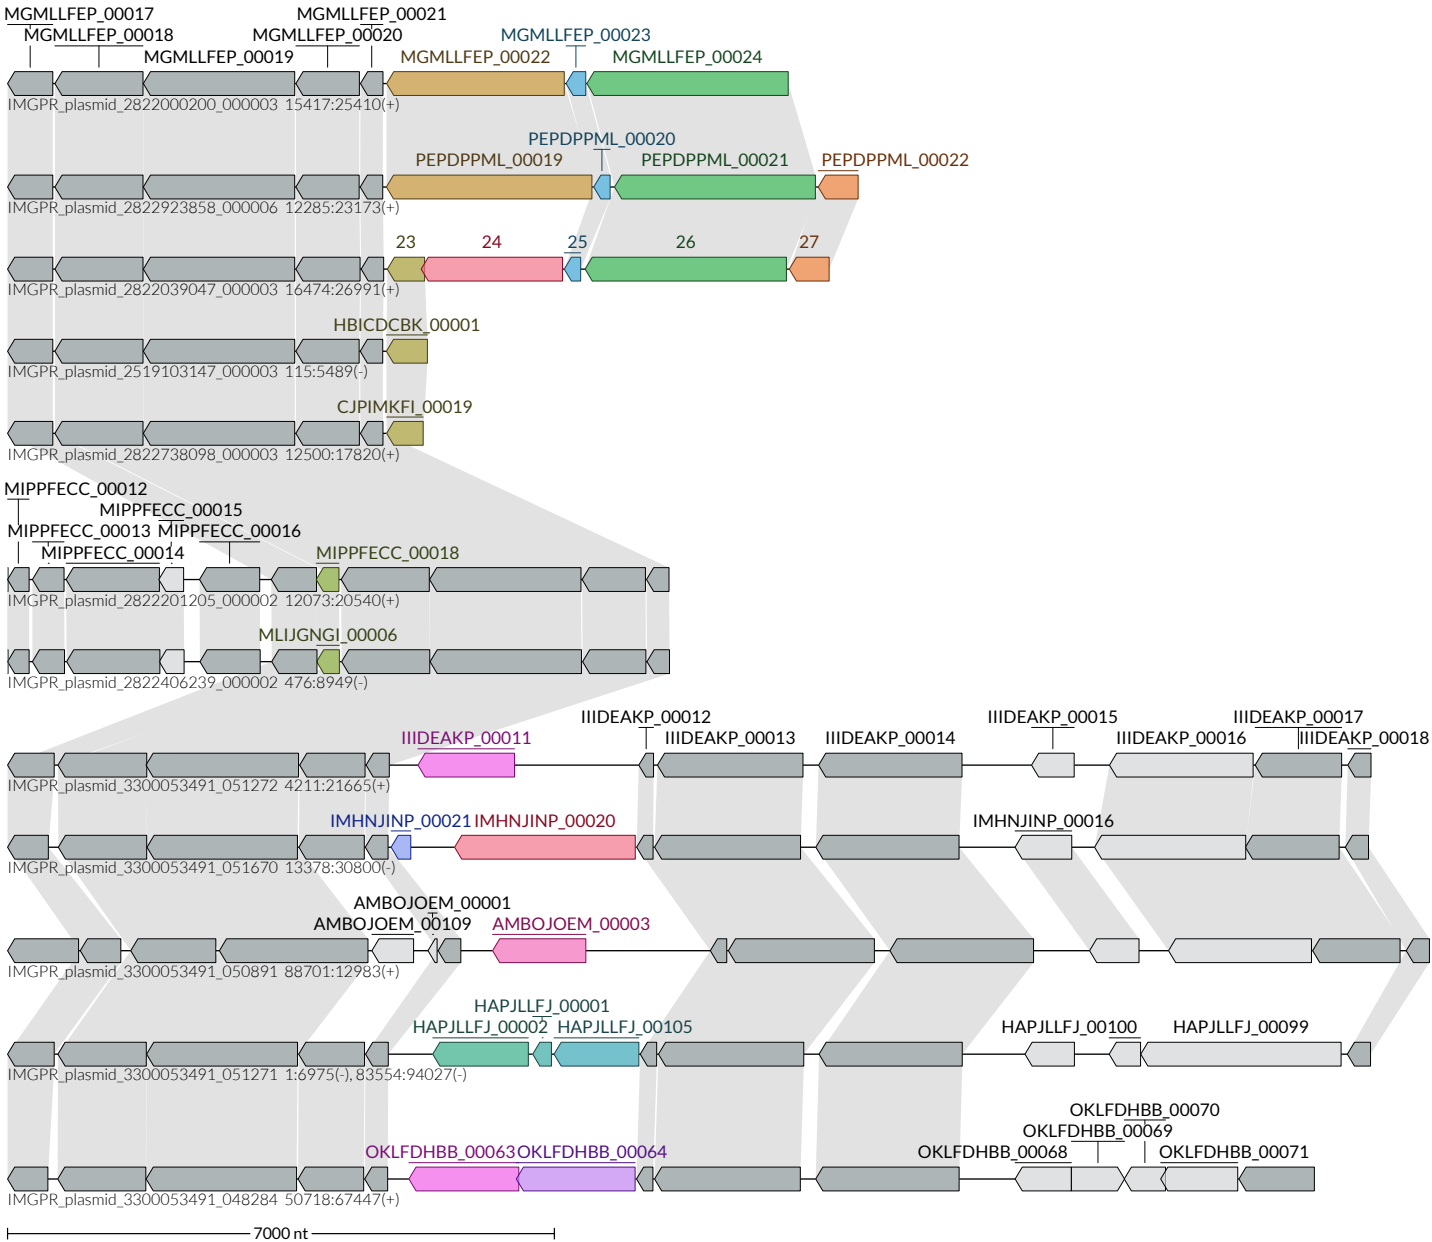 MGMLLFEP_00017 MGMLLFEP_00021
MGMLLFEP_00018 MGMLLFEP_00020 MGMLLFEP_00023
MGMLLFEP_00019 MGMLLFEP_00022 MGMLLFEP_00024
IMGPR_plasmid_2822000200_000003 15417:25410(+)
PEPDPPML_00020
PEPDPPML_00019 PEPDPPML_00021 PEPDPPML_00022
IMGPR_plasmid_2822923858_000006 12285:23173(+)
23 24 25 26 27
IMGPR_plasmid_2822039047_000003 16474:26991(+)
HBICDCBK_00001
IMGPR_plasmid_2519103147_000003 115:5489(-)
CJPIMKFI_00019
IMGPR_plasmid_2822738098_000003 12500:17820(+)
MIPPFECC_00012
MIPPFECC_00015
MIPPFECC_00013 MIPPFECC_00016
MIPPFECC_00014 MIPPFECC_00018
IMGPR_plasmid_2822201205_000002 12073:20540(+)
MLIJGNGI_00006
IMGPR_plasmid_2822406239_000002 476:8949(-)
IIIDEAKP_00012 IIIDEAKP_00015 IIIDEAKP_00017
IIIDEAKP_00011 IIIDEAKP_00013 IIIDEAKP_00014 IIIDEAKP_00016 IIIDEAKP_00018
IMGPR_plasmid_3300053491_051272 4211:21665(+)
IMHNJINP_00021 IMHNJINP_00020 IMHNJINP_00016
IMGPR_plasmid_3300053491_051670 13378:30800(-)
AMBOJOEM_00001
AMBOJOEM_00109 AMBOJOEM_00003
IMGPR_plasmid_3300053491_050891 88701:12983(+)
HAPJLLFJ_00001
HAPJLLFJ_00002 HAPJLLFJ_00105 HAPJLLFJ_00100 HAPJLLFJ_00099
IMGPR_plasmid_3300053491_051271 1:6975(-), 83554:94027(-)
OKLFDHBB_00070
OKLFDHBB_00069
OKLFDHBB_00063 OKLFDHBB_00064 OKLFDHBB_00068 OKLFDHBB_00071
IMGPR_plasmid_3300053491_048284 50718:67447(+)
7000 nt